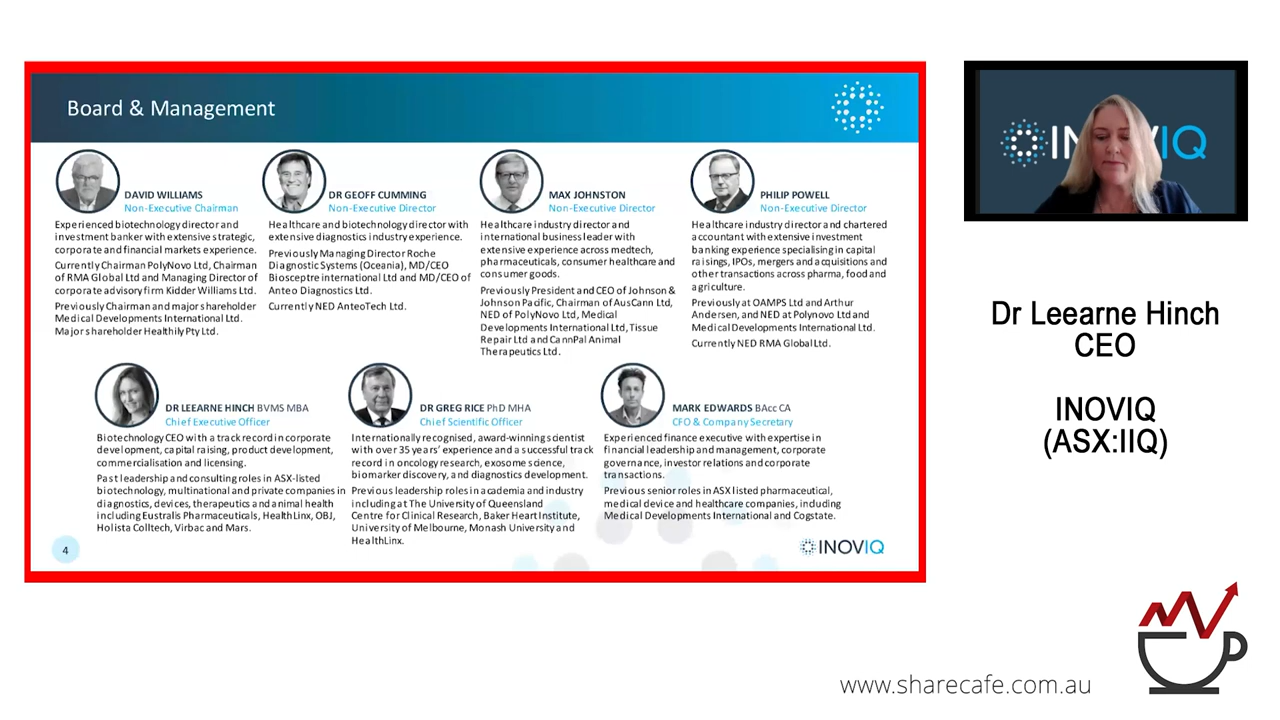 Board & Management
DAVID WILLIAMS
Non-Executive Chairman
Experienced biotechnology director and
investment banker with extensive strategic,
corporate and financial markets experience.
Currently Chairman PolyNovo Ltd, Chairman
of RMA Global Ltd and Managing Director of
corporate advisory firm Kidder Williams Ltd.
Previously Chairman and major shareholder
Medical Developments International Ltd.
Major shareholder Healthily Pty Ltd.
DR GEOFF CUMMING
Non-Executive Director
Healthcare and biotechnology director with
extensive diagnostics industry experience.
Previously Managing Director Roche
Diagnostic Systems (Oceania), MD/CEO
Biosceptre international Ltd and MD/CEO of
Anteo Diagnostics Ltd.
Currently NED AnteoTech Ltd.
MAX JOHNSTON
Non-Executive Director
Healthcare industry director and
international business leader with
extensive experience across medtech,
pharmaceuticals, consumer healthcare and
consumer goods.
Previously President and CEO of Johnson &
Johnson Pacific, Chairman of AusCann Ltd,
NED of PolyNovo Ltd, Medical
Developments International Ltd, Tissue
Repair Ltd and CannPal Animal
Therapeutics Ltd.
PHILIP POWELL
Non-Executive Director
Healthcare industry director and chartered
accountant with extensive investment
banking experience specialising in capital
raisings, IPOs, mergers and acquisitions and
other transactions across pharma, food and
agriculture.
Previously at OAMPS Ltd and Arthur
Andersen, and NED at Polynovo Ltd and
Medical Developments International Ltd.
Currently NED RMA Global Ltd.
DR LEEARNE HINCH BVMS MBA
Chief Executive Officer
Biotechnology CEO with a track record in corporate
development, capital raising, product development,
commercialisation and licensing.
Past leadership and consulting roles in ASX-listed
biotechnology, multinational and private companies in
diagnostics, devices, therapeutics and animal health
including Eustralis Pharmaceuticals, HealthLinx, OBJ,
Holista Colltech, Virbac and Mars.
DR GREG RICE PhD MHA
Chief Scientific Officer
Internationally recognised, award-winning scientist
with over 35 years' experience and a successful track
record in oncology research, exosome science,
biomarker discovery, and diagnostics development.
Previous leadership roles in academia and industry
including at The University of Queensland
Centre for Clinical Research, Baker Heart Institute,
University of Melbourne, Monash University and
HealthLinx.
MARK EDWARDS BAcc CA
CFO & Company Secretary
Experienced finance executive with expertise in
financial leadership and management, corporate
governance, investor relations and corporate
transactions.
Previous senior roles in ASX listed pharmaceutical,
medical device and healthcare companies, including
Medical Developments International and Cogstate.
4
INOVIQ
Dr Leearne Hinch
CEO
INOVIQ
(ASX:IIQ)
www.sharecafe.com.au